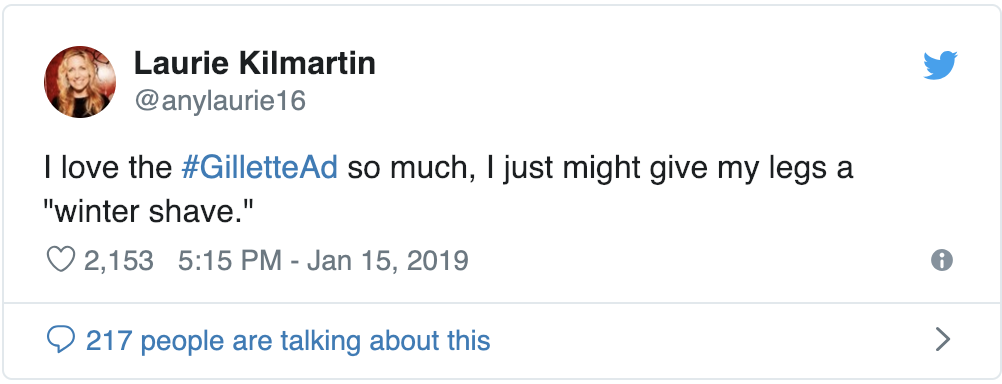 Laurie Kilmartin
@anylaurie16
I love the #GilletteAd so much, I just might give my legs a
"winter shave."
2,153 5:15 PM - Jan 15, 2019
217 people are talking about this